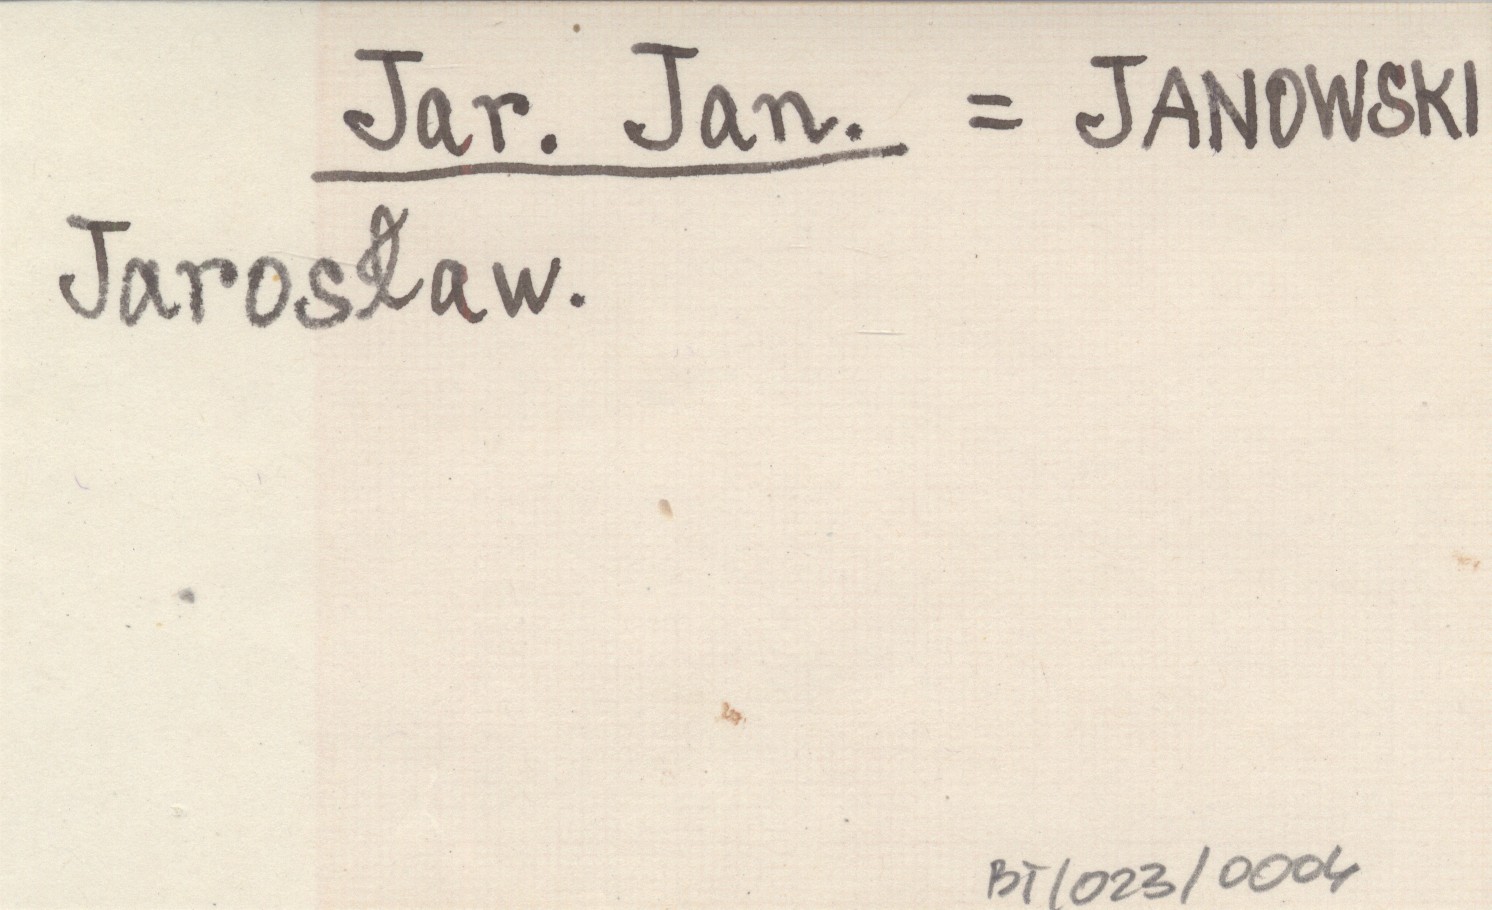 Jar. Jan. = JANOWSKI
Jarosław.
BT/023/0004